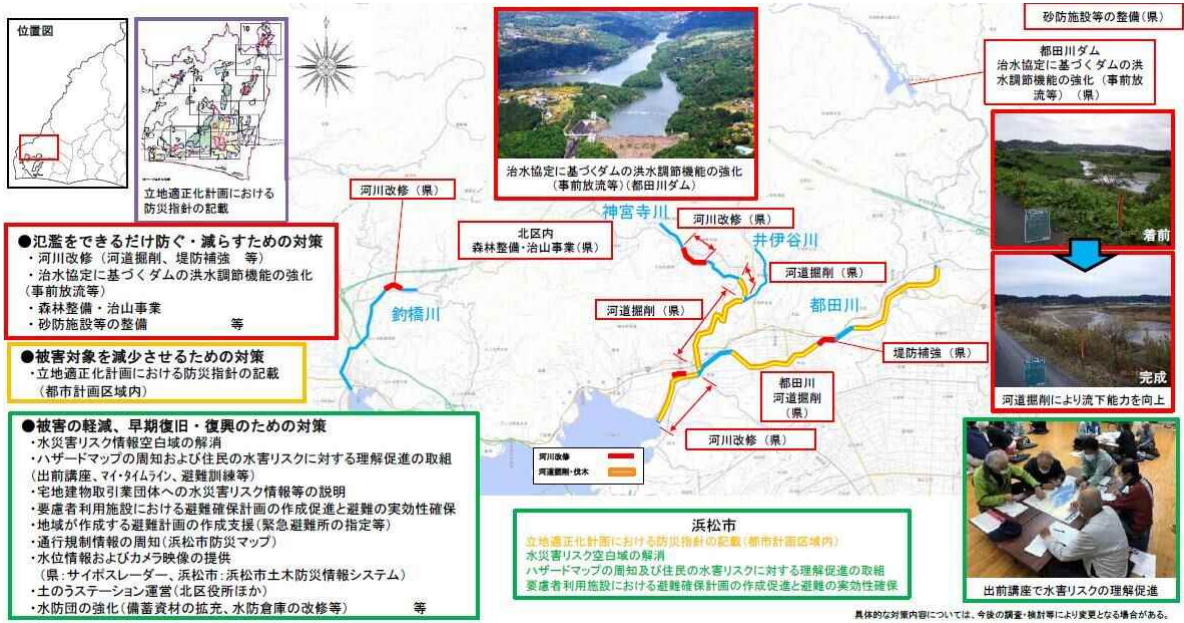 位置図
立地適正化計画における
防災指針の記載
治水協定に基づくダムの洪水調節機能の強化
(事前放流等)(都田川ダム)
砂防施設等の整備(県)
都田川ダム
治水協定に基づくダムの洪
水調節機能の強化(事前放
流等)(県)
着前
完成
河道掘削により流下能力を向上
河川改修(県)
北区内
森林整備・治山事業(県)
神宮寺川
河川改修(県)
井伊谷川
河道掘削(県)
河道掘削(県)
都田川
釣橋川
堤防補強(県)
都田川
河道掘削
(県)
河川改修(県)
河川改修
河道掘削・伐木
●氾濫をできるだけ防ぐ・減らすための対策
・河川改修(河道掘削、堤防補強 等)
・治水協定に基づくダムの洪水調節機能の強化
(事前放流等)
・森林整備・治山事業
・砂防施設等の整備 等
●被害対象を減少させるための対策
・立地適正化計画における防災指針の記載
(都市計画区域内)
●被害の軽減、早期復旧・復興のための対策
・水災害リスク情報空白域の解消
・ハザードマップの周知および住民の水害リスクに対する理解促進の取組
(出前講座、マイ・タイムライン、避難訓練等)
・宅地建物取引業団体への水災害リスク情報等の説明
・要慮者利用施設における避難確保計画の作成促進と避難の実効性確保
・地域が作成する避難計画の作成支援(緊急避難所の指定等)
・通行規制情報の周知(浜松市防災マップ)
・水位情報およびカメラ映像の提供
(県:サイポスレーダー、浜松市:浜松市土木防災情報システム)
・土のうステーション運営(北区役所ほか)
・水防団の強化(備蓄資材の拡充、水防倉庫の改修等) 等
浜松市
立地適正化計画における防災指針の記載(都市計画区域内)
水災害リスク空白域の解消
ハザードマップの周知及び住民の水害リスクに対する理解促進の取組
要慮者利用施設における避難確保計画の作成促進と避難の実効性確保
出前講座で水害リスクの理解促進
具体的な対策内容については、今後の調査・検討等により変更となる場合がある。